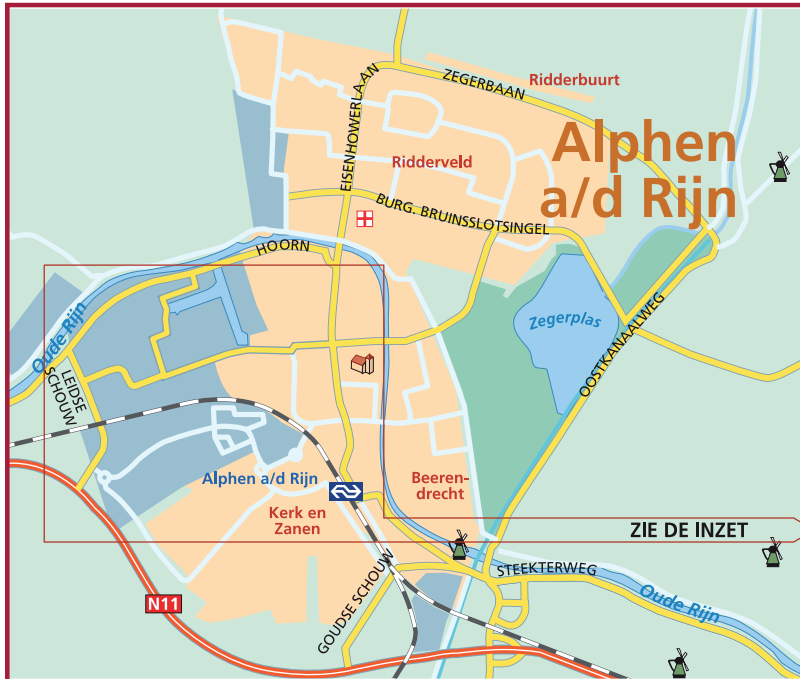 Ridderbuurt
ZEGERBAAN
EISENHOWERLAAN
Alphen
a/d Rijn
Ridderveld
BURG. BRUINSSLOTSINGEL
HOORN
Oude Rijn
Zegerplas
OOSTKANAALWEG
LEIDSE
SCHOUW
Alphen a/d Rijn
Beeren-
drecht
Kerk en
Zanen
ZIE DE INZET
STEEKTERWEG
Oude Rijn
N11
GOUDSE SCHOUW